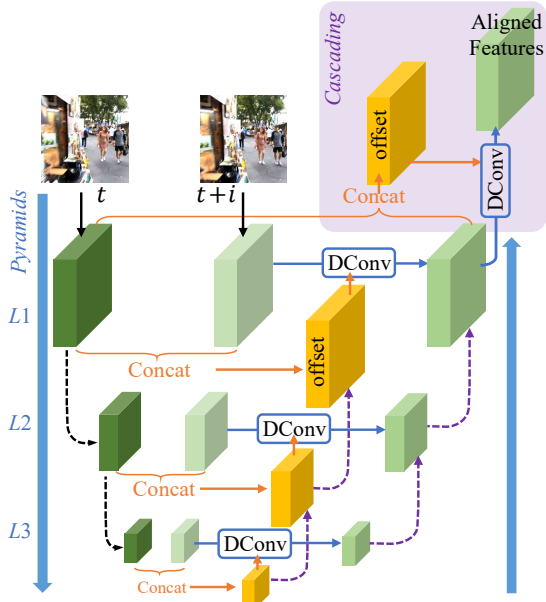 Aligned
Features
Cascading
offset
t
t+i
Concat
DConv
Pyramids
DConv
L1
offset
Concat
L2
DConv
Concat
L3
DConv
Concat